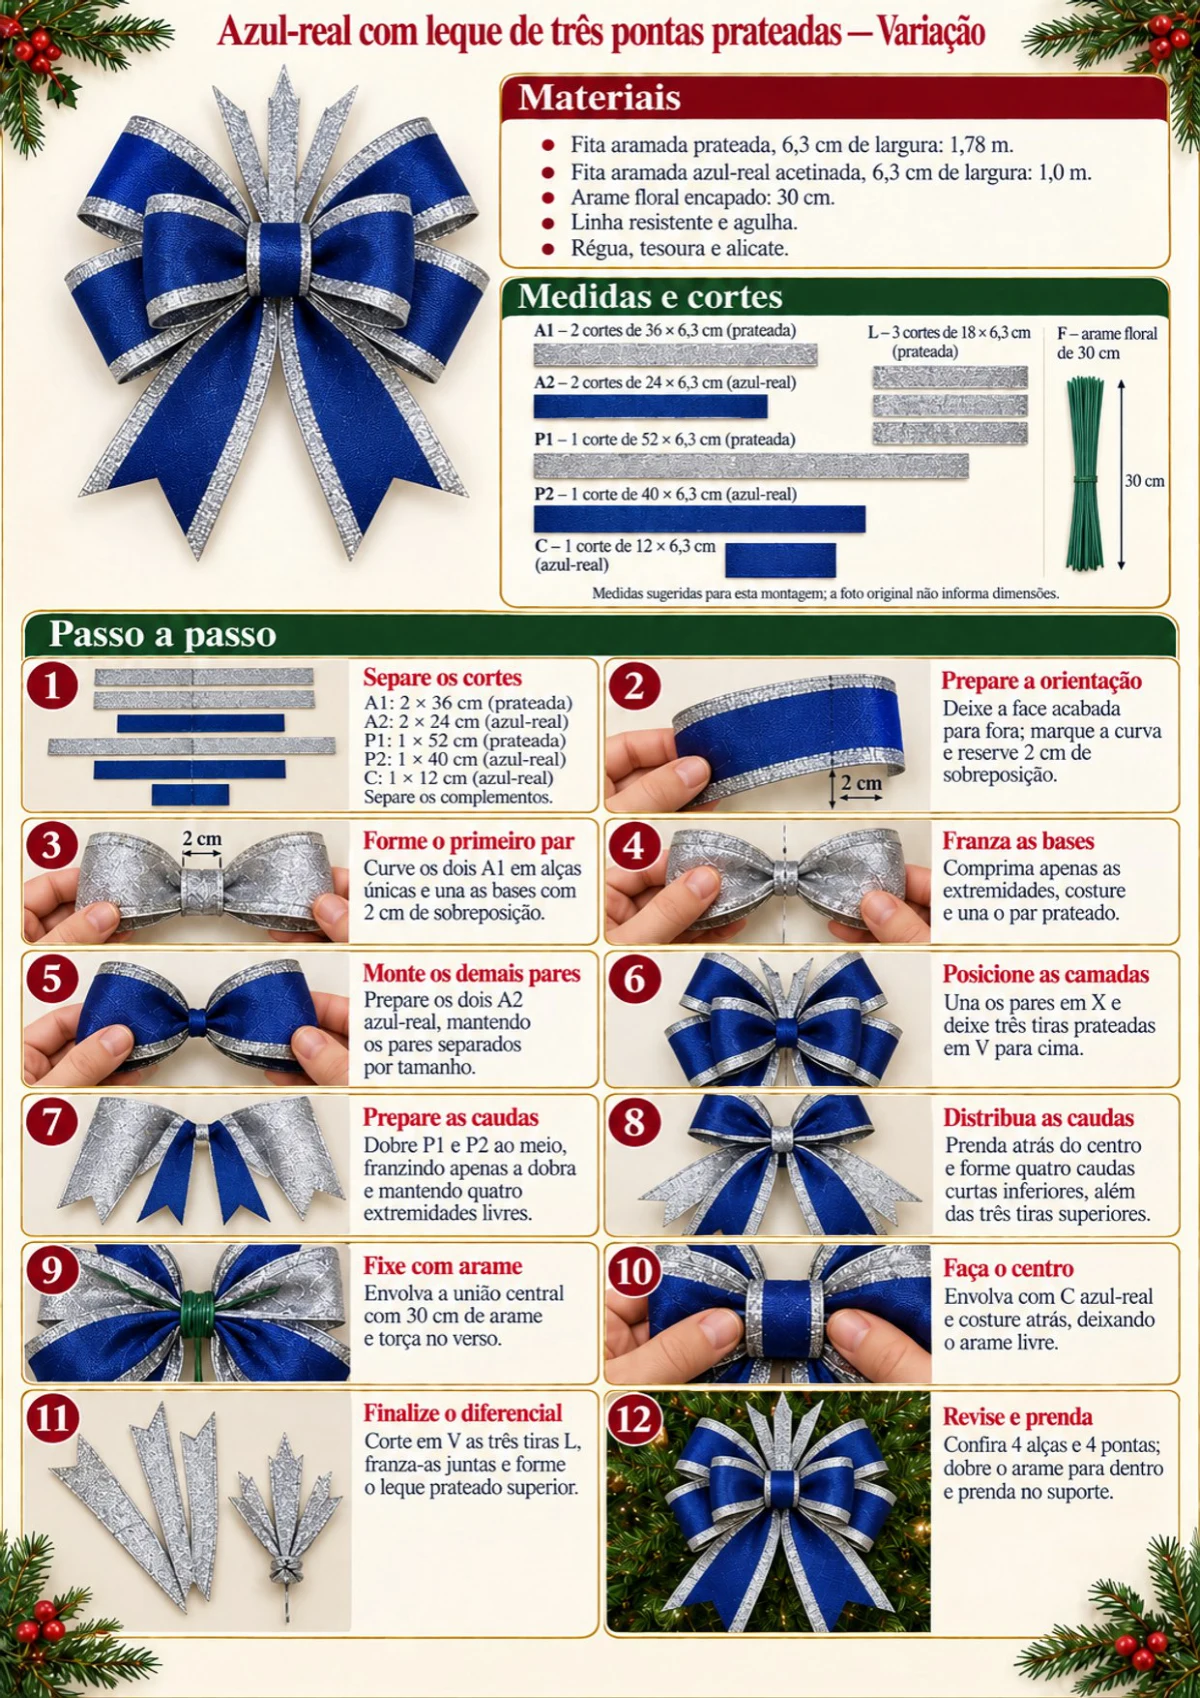 Azul-real com leque de três pontas prateadas – Variação
Materiais
Fita aramada prateada, 6,3 cm de largura: 1,78 m.
Fita aramada azul-real acetinada, 6,3 cm de largura: 1,0 m.
Arame floral encapado: 30 cm.
Linha resistente e agulha.
Régua, tesoura e alicate.
Medidas e cortes
A1 – 2 cortes de 36 × 6,3 cm (prateada)
A2 – 2 cortes de 24 × 6,3 cm (azul-real)
P1 – 1 corte de 52 × 6,3 cm (prateada)
P2 – 1 corte de 40 × 6,3 cm (azul-real)
C – 1 corte de 12 × 6,3 cm
(azul-real)
L – 3 cortes de 18 × 6,3 cm
(prateada)
F – arame floral
de 30 cm
30 cm
Medidas sugeridas para esta montagem; a foto original não informa dimensões.
Passo a passo
1
Separe os cortes
A1: 2 × 36 cm (prateada)
A2: 2 × 24 cm (azul-real)
P1: 1 × 52 cm (prateada)
P2: 1 × 40 cm (azul-real)
C: 1 × 12 cm (azul-real)
Separe os complementos.
2
2 cm
Prepare a orientação
Deixe a face acabada
para fora; marque a curva
e reserve 2 cm de
sobreposição.
3
2 cm
Forme o primeiro par
Curve os dois A1 em alças
únicas e una as bases com
2 cm de sobreposição.
4
Franza as bases
Comprima apenas as
extremidades, costure
e una o par prateado.
5
Monte os demais pares
Prepare os dois A2
azul-real, mantendo
os pares separados
por tamanho.
6
Posicione as camadas
Una os pares em X e
deixe três tiras prateadas
em V para cima.
7
Prepare as caudas
Dobre P1 e P2 ao meio,
franzindo apenas a dobra
e mantendo quatro
extremidades livres.
8
Distribua as caudas
Prenda atrás do centro
e forme quatro caudas
curtas inferiores, além
das três tiras superiores.
9
Fixe com arame
Envolva a união central
com 30 cm de arame
e torça no verso.
10
Faça o centro
Envolva com C azul-real
e costure atrás, deixando
o arame livre.
11
Finalize o diferencial
Corte em V as três tiras L,
franza-as juntas e forme
o leque prateado superior.
12
Revise e prenda
Confira 4 alças e 4 pontas;
dobre o arame para dentro
e prenda no suporte.